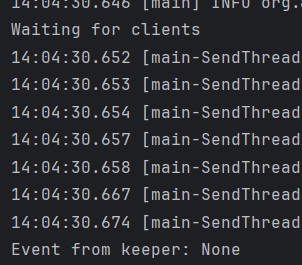 14:04:30.646 [main] INFO org.
Waiting for clients
14:04:30.652 [main-SendThread
14:04:30.653 [main-SendThread
14:04:30.654 [main-SendThread
14:04:30.657 [main-SendThread
14:04:30.658 [main-SendThread
14:04:30.667 [main-SendThread
14:04:30.674 [main-SendThread
Event from keeper: None